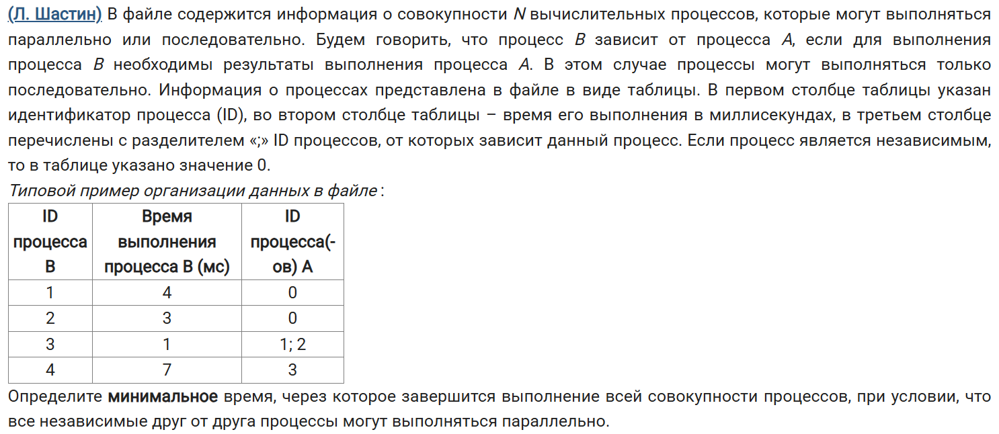 (Л. Шастин) В файле содержится информация о совокупности N вычислительных процессов, которые могут выполняться
параллельно или последовательно. Будем говорить, что процесс B зависит от процесса A, если для выполнения
процесса B необходимы результаты выполнения процесса A. В этом случае процессы могут выполняться только
последовательно. Информация о процессах представлена в файле в виде таблицы. В первом столбце таблицы указан
идентификатор процесса (ID), во втором столбце таблицы – время его выполнения в миллисекундах, в третьем столбце
перечислены с разделителем «;» ID процессов, от которых зависит данный процесс. Если процесс является независимым,
то в таблице указано значение 0.
Типовой пример организации данных в файле :
ID Время ID
процесса выполнения процесса(-
B процесса B (мс) ов) A
1 4 0
2 3 0
3 1 1; 2
4 7 3
Определите минимальное время, через которое завершится выполнение всей совокупности процессов, при условии, что
все независимые друг от друга процессы могут выполняться параллельно.